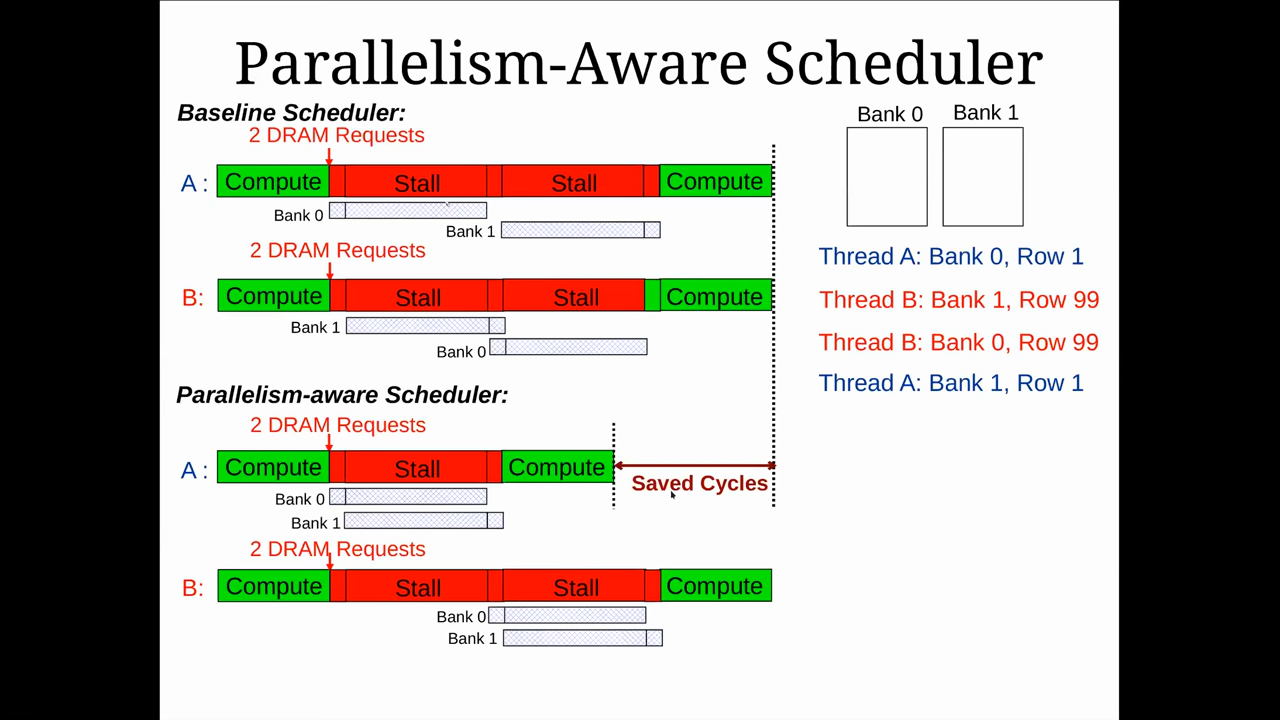 Parallelism-Aware Scheduler
Baseline Scheduler:
2 DRAM Requests
A :
Compute
Stall
Stall
Compute
Bank 0
Bank 1
2 DRAM Requests
B:
Compute
Stall
Stall
Compute
Bank 1
Bank 0
Parallelism-aware Scheduler:
2 DRAM Requests
A :
Compute
Stall
Compute
Saved Cycles
Bank 0
Bank 1
2 DRAM Requests
B:
Compute
Stall
Stall
Compute
Bank 0
Bank 1
Bank 0
Bank 1
Thread A: Bank 0, Row 1
Thread B: Bank 1, Row 99
Thread B: Bank 0, Row 99
Thread A: Bank 1, Row 1